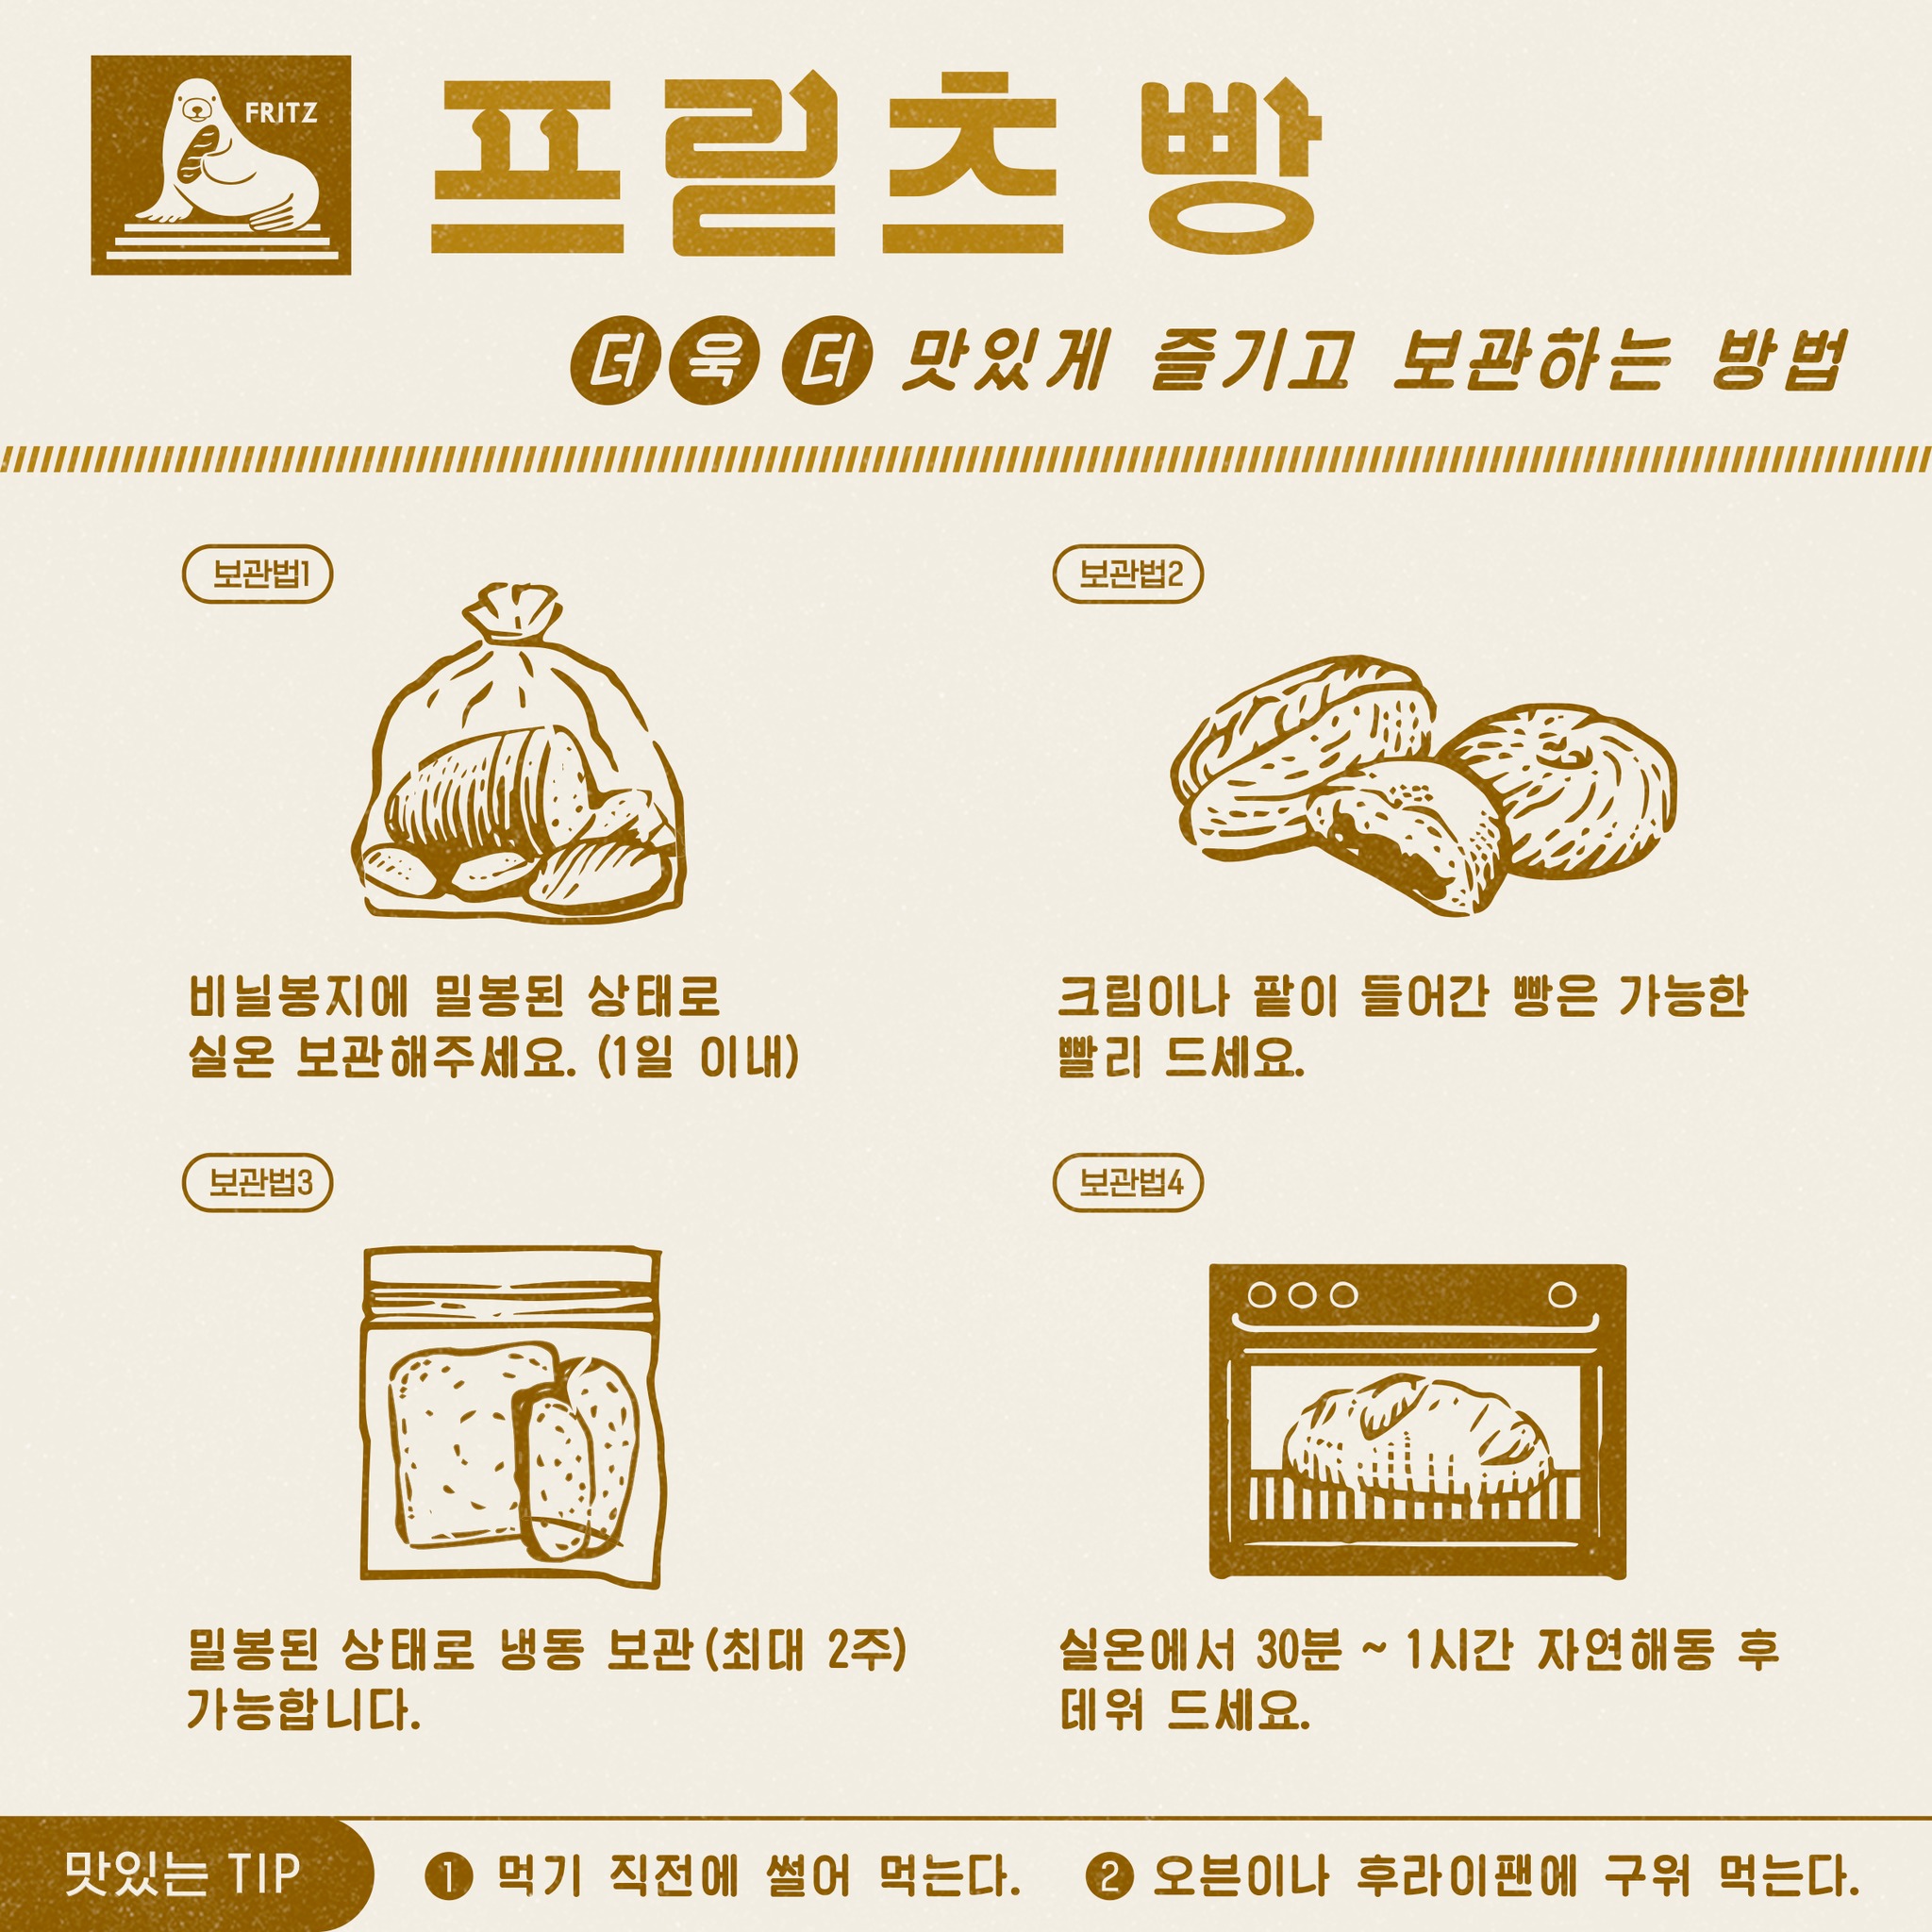 FRITZ
프릳츠 빵
더욱 더 맛있게 즐기고 보관하는 방법
보관법1
비닐봉지에 밀봉된 상태로
실온 보관해주세요. (1일 이내)
보관법2
크림이나 팥이 들어간 빵은 가능한
빨리 드세요.
보관법3
밀봉된 상태로 냉동 보관(최대 2주)
가능합니다.
보관법4
실온에서 30분 ~ 1시간 자연해동 후
데워 드세요.
맛있는 TIP
1 먹기 직전에 썰어 먹는다.
2 오븐이나 후라이팬에 구워 먹는다.